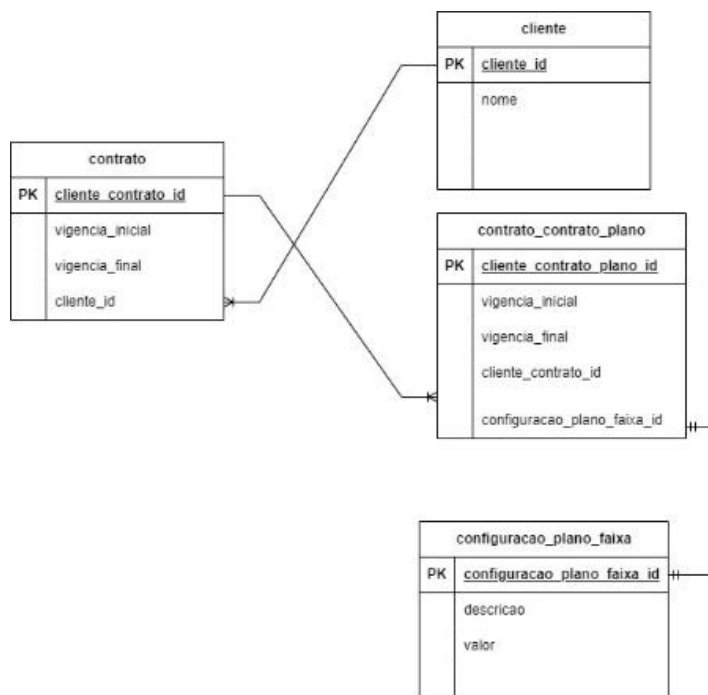 cliente
PK cliente_id
nome
contrato
PK cliente_contrato_id
vigencia_inicial
vigencia_final
cliente_id
contrato_contrato_plano
PK cliente_contrato_plano_id
vigencia_inicial
vigencia_final
cliente_contrato_id
configuracao_plano_faixa_id
configuracao_plano_faixa
PK configuracao_plano_faixa_id
descricao
valor